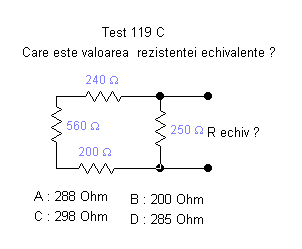 Test 119 C
Care este valoarea rezistentei echivalente ?
240 Ω
560 Ω
250 Ω
R echiv ?
200 Ω
A : 288 Ohm
B : 200 Ohm
C : 298 Ohm
D : 285 Ohm